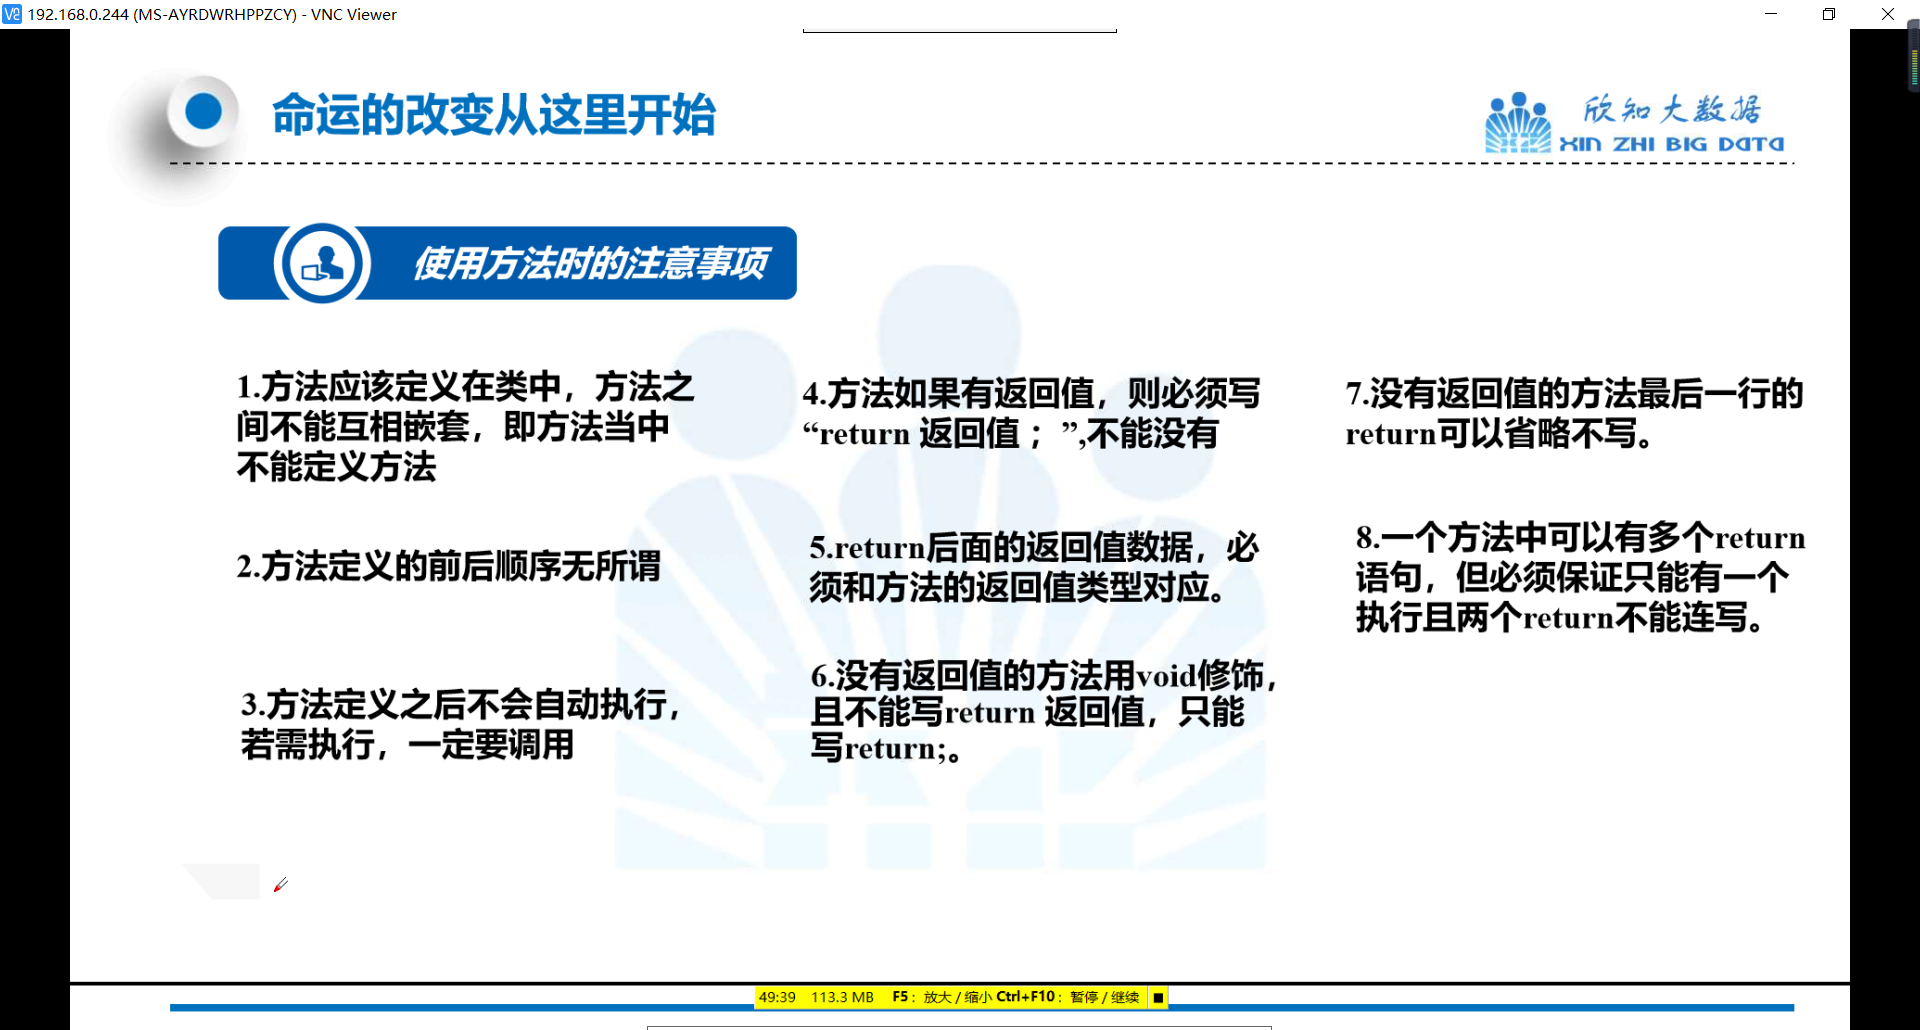 192.168.0.244 (MS-AYRDWRHPPZCY) - VNC Viewer
命运的改变从这里开始
欣知大数据
XIN ZHI BIG DATA
使用方法时的注意事项
1.方法应该定义在类中，方法之
间不能互相嵌套，即方法当中
不能定义方法
2.方法定义的前后顺序无所谓
3.方法定义之后不会自动执行，
若需执行，一定要调用
4.方法如果有返回值，则必须写
“return 返回值； ”,不能没有
5.return后面的返回值数据，必
须和方法的返回值类型对应。
6.没有返回值的方法用void修饰，
且不能写return 返回值，只能
写return;。
7.没有返回值的方法最后一行的
return可以省略不写。
8.一个方法中可以有多个return
语句，但必须保证只能有一个
执行且两个return不能连写。
49:39 113.3 MB F5：放大 / 缩小 Ctrl+F10：暂停 / 继续